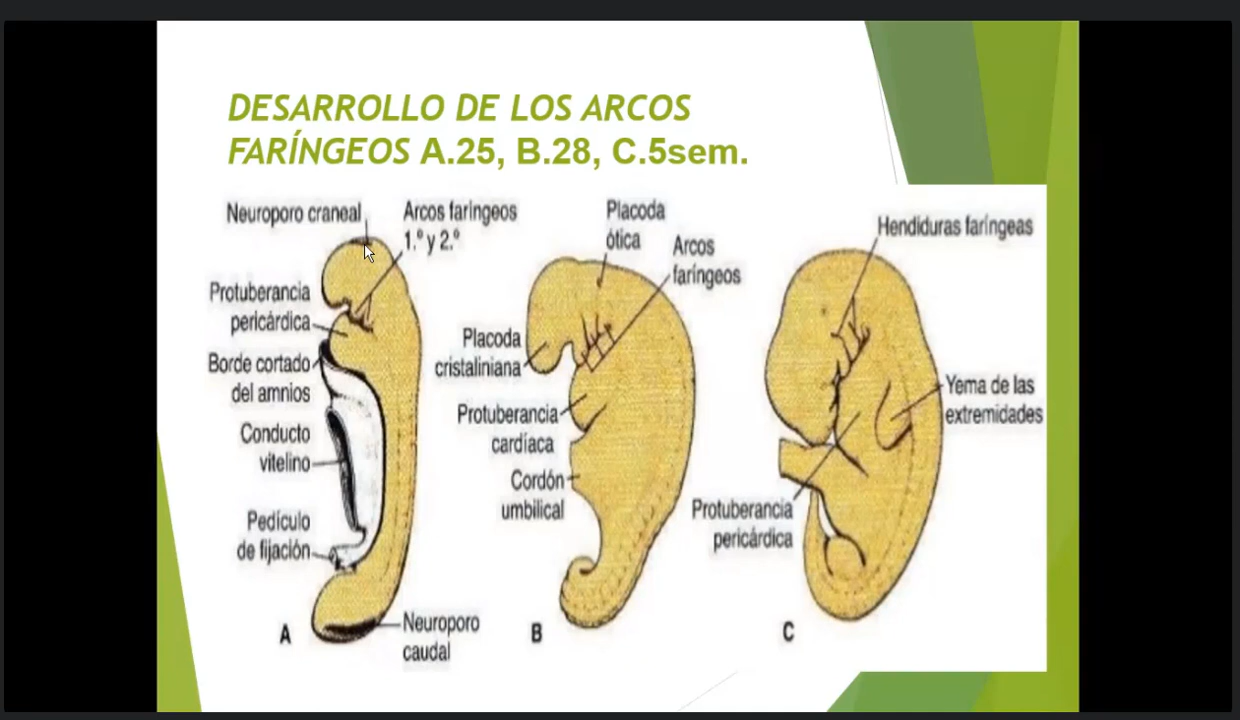 DESARROLLO DE LOS ARCOS
FARÍNGEOS A.25, B.28, C.5sem.
Neuroporo craneal
Arcos faríngeos
1.º y 2.º
Protuberancia
pericárdica
Borde cortado
del amnios
Conducto
vitelino
Pedículo
de fijación
Neuroporo
caudal
A
Placoda
ótica
Arcos
faríngeos
Placoda
cristaliniana
Protuberancia
cardíaca
Cordón
umbilical
B
Hendiduras faríngeas
Yema de las
extremidades
Protuberancia
pericárdica
C